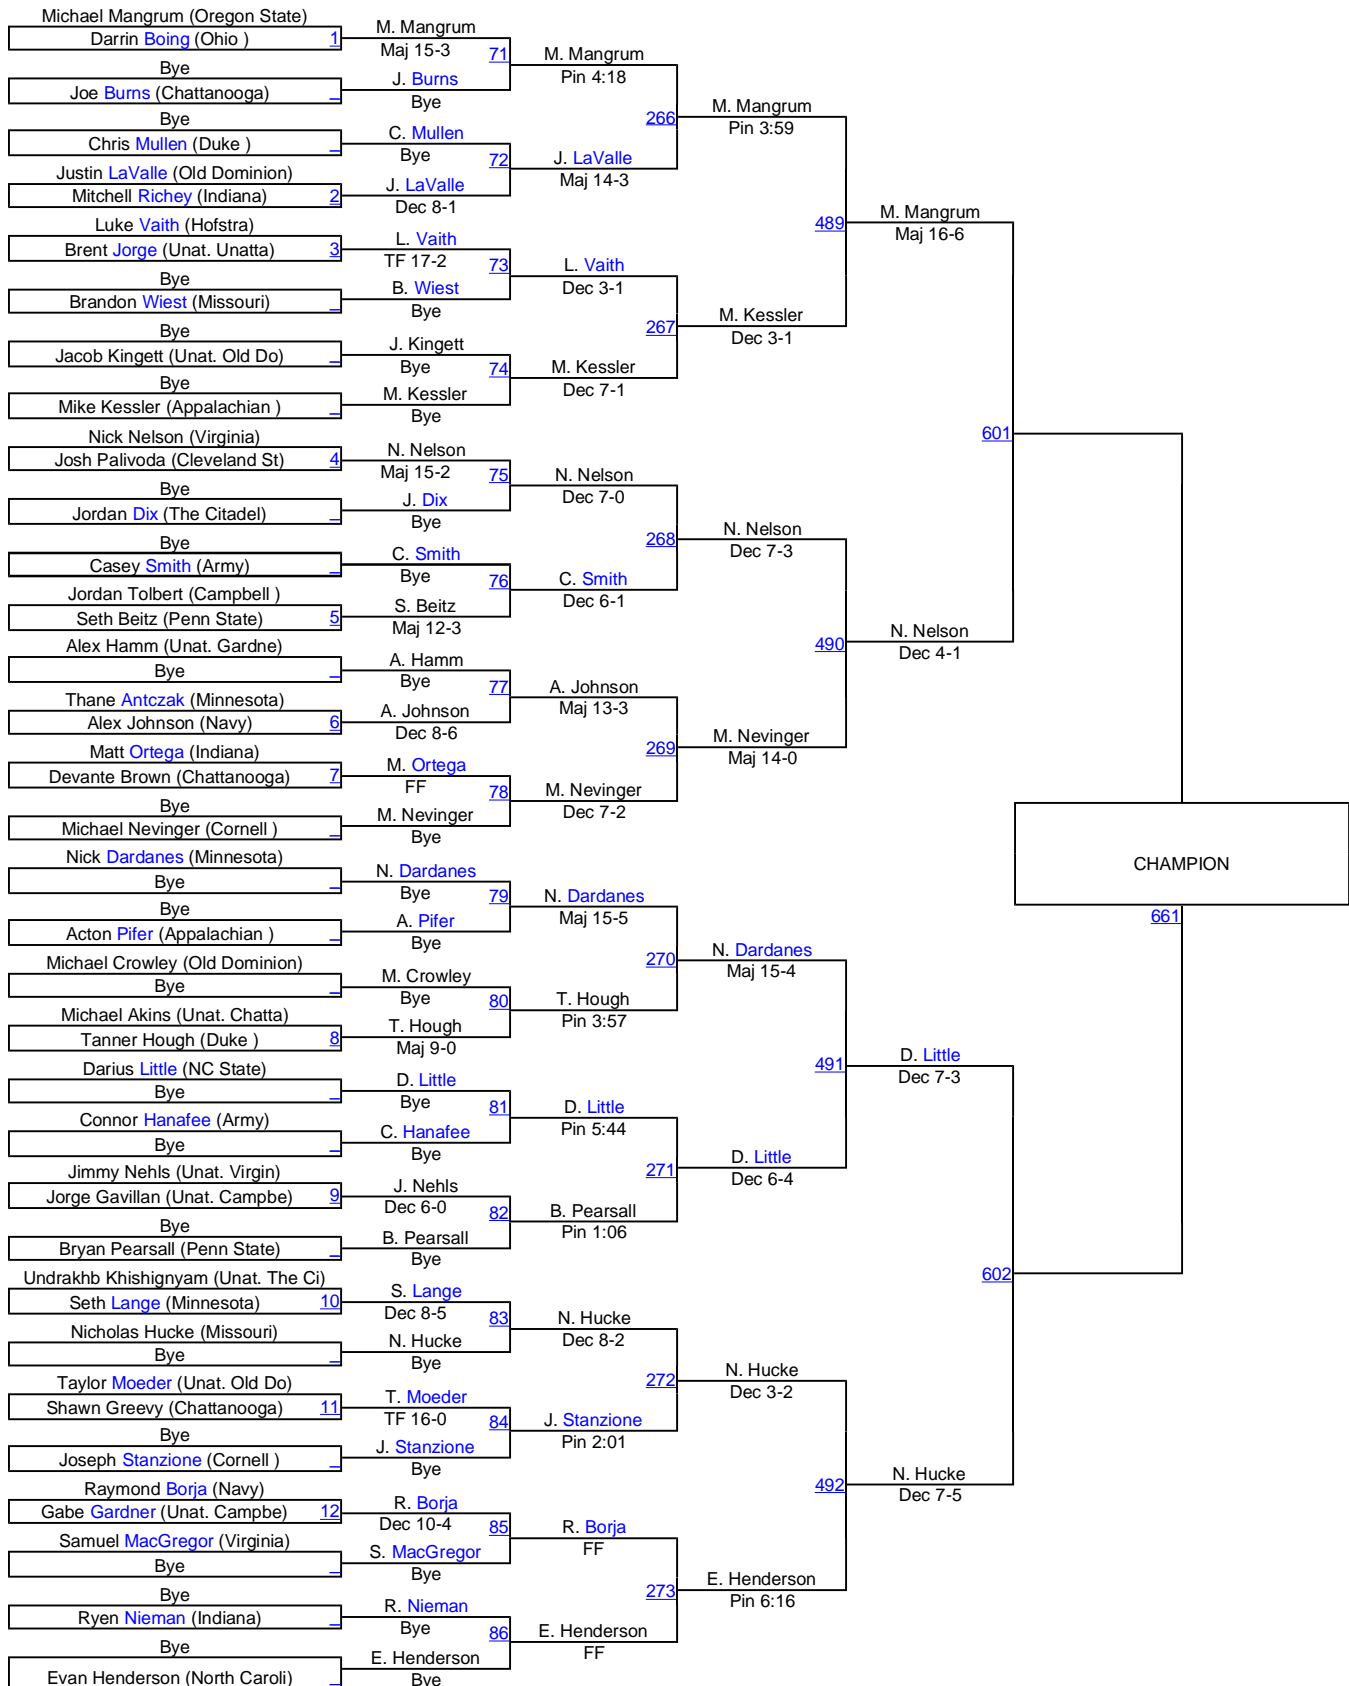 Michael Mangrum (Oregon State)
Darrin Boing (Ohio ) 1
Bye
Joe Burns (Chattanooga)
Bye
Chris Mullen (Duke )
Justin LaValle (Old Dominion)
Mitchell Richey (Indiana) 2
Luke Vaith (Hofstra)
Brent Jorge (Unat. Unatta) 3
Bye
Brandon Wiest (Missouri)
Bye
Jacob Kingett (Unat. Old Do)
Bye
Mike Kessler (Appalachian )
Nick Nelson (Virginia)
Josh Palivoda (Cleveland St) 4
Bye
Jordan Dix (The Citadel)
Bye
Casey Smith (Army)
Jordan Tolbert (Campbell )
Seth Beitz (Penn State) 5
Alex Hamm (Unat. Gardne)
Bye
Thane Antczak (Minnesota)
Alex Johnson (Navy) 6
Matt Ortega (Indiana)
Devante Brown (Chattanooga) 7
Bye
Michael Nevinger (Cornell )
Nick Dardanes (Minnesota)
Bye
Bye
Acton Pifer (Appalachian )
Michael Crowley (Old Dominion)
Bye
Michael Akins (Unat. Chatta)
Tanner Hough (Duke ) 8
Darius Little (NC State)
Bye
Connor Hanafee (Army)
Bye
Jimmy Nehls (Unat. Virgin)
Jorge Gavillan (Unat. Campbe) 9
Bye
Bryan Pearsall (Penn State)
Undrakhb Khishignyam (Unat. The Ci)
Seth Lange (Minnesota) 10
Nicholas Hucke (Missouri)
Bye
Taylor Moeder (Unat. Old Do)
Shawn Greevy (Chattanooga) 11
Bye
Joseph Stanzione (Cornell )
Raymond Borja (Navy)
Gabe Gardner (Unat. Campbe) 12
Samuel MacGregor (Virginia)
Bye
Bye
Ryen Nieman (Indiana)
Bye
Evan Henderson (North Caroli)
M. Mangrum
Maj 15-3
71
J. Burns
Bye
C. Mullen
Bye
72
J. LaValle
Dec 8-1
L. Vaith
TF 17-2
73
B. Wiest
Bye
J. Kingett
Bye
74
M. Kessler
Bye
N. Nelson
Maj 15-2
75
J. Dix
Bye
C. Smith
Bye
76
S. Beitz
Maj 12-3
A. Hamm
Bye
77
A. Johnson
Dec 8-6
M. Ortega
FF
78
M. Nevinger
Bye
N. Dardanes
Bye
79
A. Pifer
Bye
M. Crowley
Bye
80
T. Hough
Maj 9-0
D. Little
Bye
81
C. Hanafee
Bye
J. Nehls
Dec 6-0
82
B. Pearsall
Bye
S. Lange
Dec 8-5
83
N. Hucke
Bye
T. Moeder
TF 16-0
84
J. Stanzione
Bye
R. Borja
Dec 10-4
85
S. MacGregor
Bye
R. Nieman
Bye
86
E. Henderson
Bye
M. Mangrum
Pin 4:18
266
J. LaValle
Maj 14-3
L. Vaith
Dec 3-1
267
M. Kessler
Dec 7-1
N. Nelson
Dec 7-0
268
C. Smith
Dec 6-1
A. Johnson
Maj 13-3
269
M. Nevinger
Dec 7-2
N. Dardanes
Maj 15-5
270
T. Hough
Pin 3:57
D. Little
Pin 5:44
271
B. Pearsall
Pin 1:06
N. Hucke
Dec 8-2
272
J. Stanzione
Pin 2:01
R. Borja
FF
273
E. Henderson
FF
M. Mangrum
Pin 3:59
489
M. Kessler
Dec 3-1
N. Nelson
Dec 7-3
490
M. Nevinger
Maj 14-0
N. Dardanes
Maj 15-4
491
D. Little
Dec 6-4
N. Hucke
Dec 3-2
492
E. Henderson
Pin 6:16
M. Mangrum
Maj 16-6
601
N. Nelson
Dec 4-1
D. Little
Dec 7-3
602
N. Hucke
Dec 7-5
CHAMPION
661